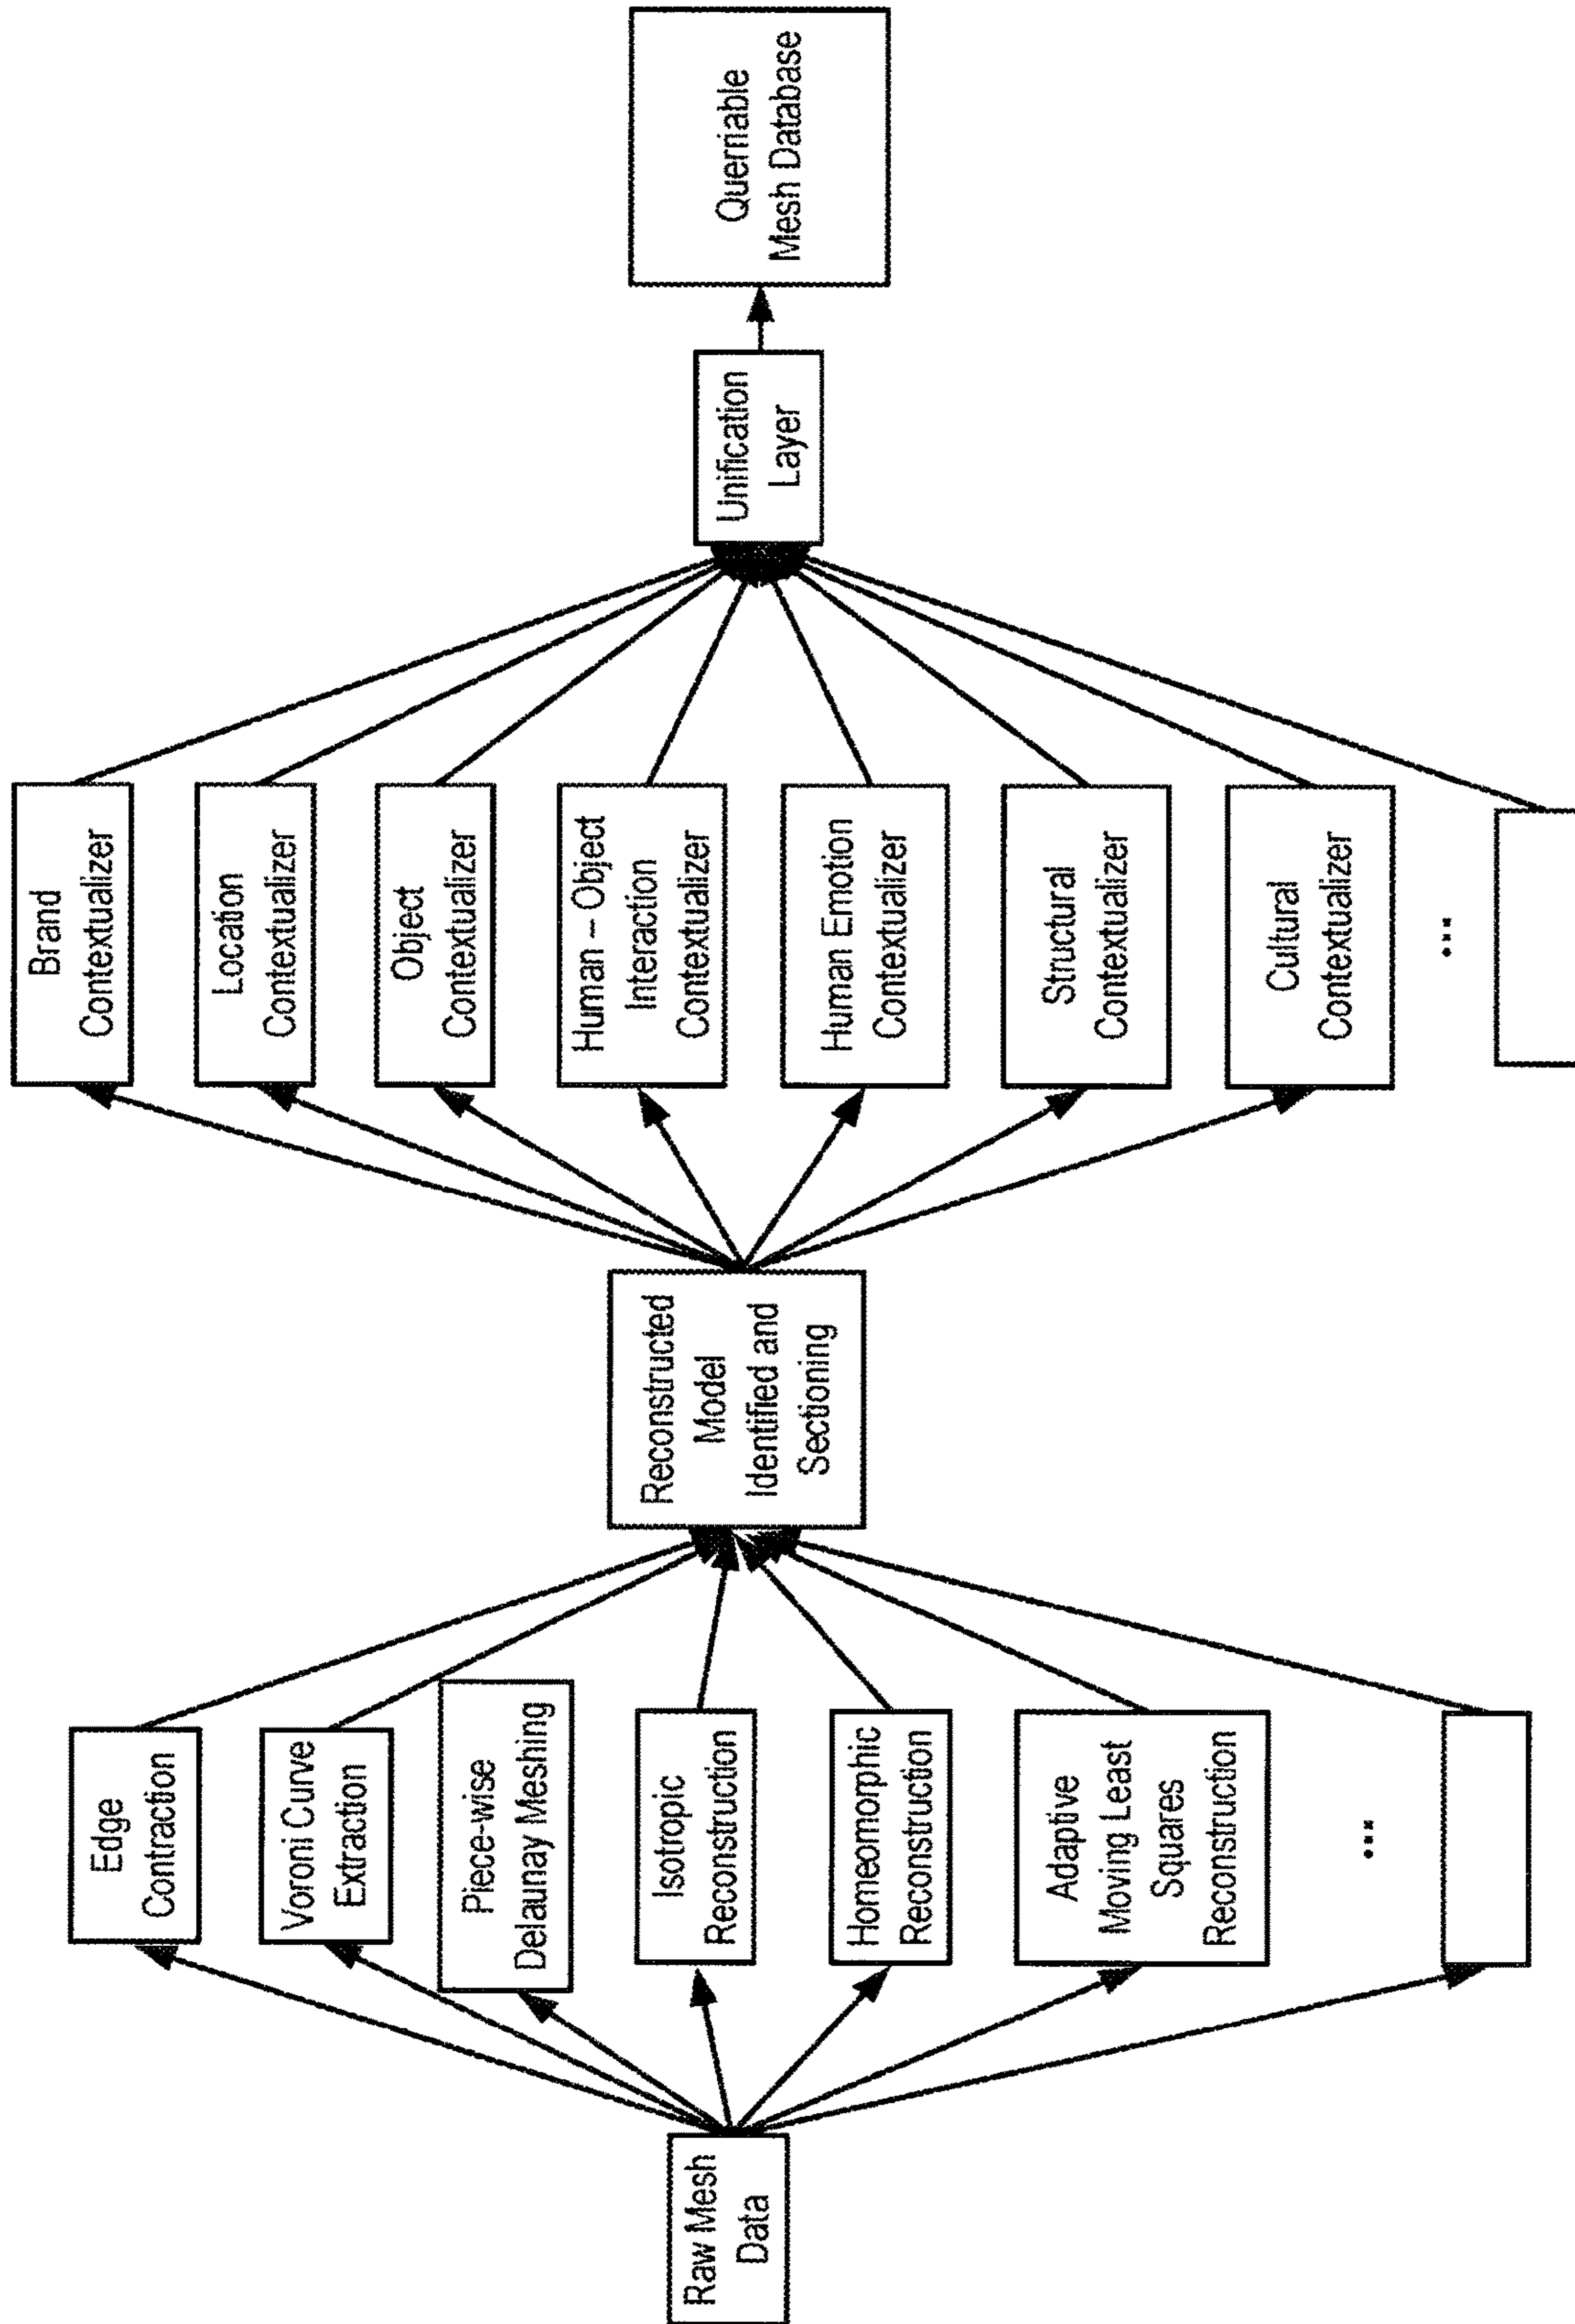 Raw Mesh
Data
Edge
Contraction
Voroni Curve
Extraction
Piece-wise
Delaunay Meshing
Isotropic
Reconstruction
Homeomorphic
Reconstruction
Adaptive
Moving Least
Squares
Reconstruction
...
Reconstructed
Model
Identified and
Sectioning
Brand
Contextualizer
Location
Contextualizer
Object
Contextualizer
Human – Object
Interaction
Contextualizer
Human Emotion
Contextualizer
Structural
Contextualizer
Cultural
Contextualizer
...
Unification
Layer
Querriable
Mesh Database